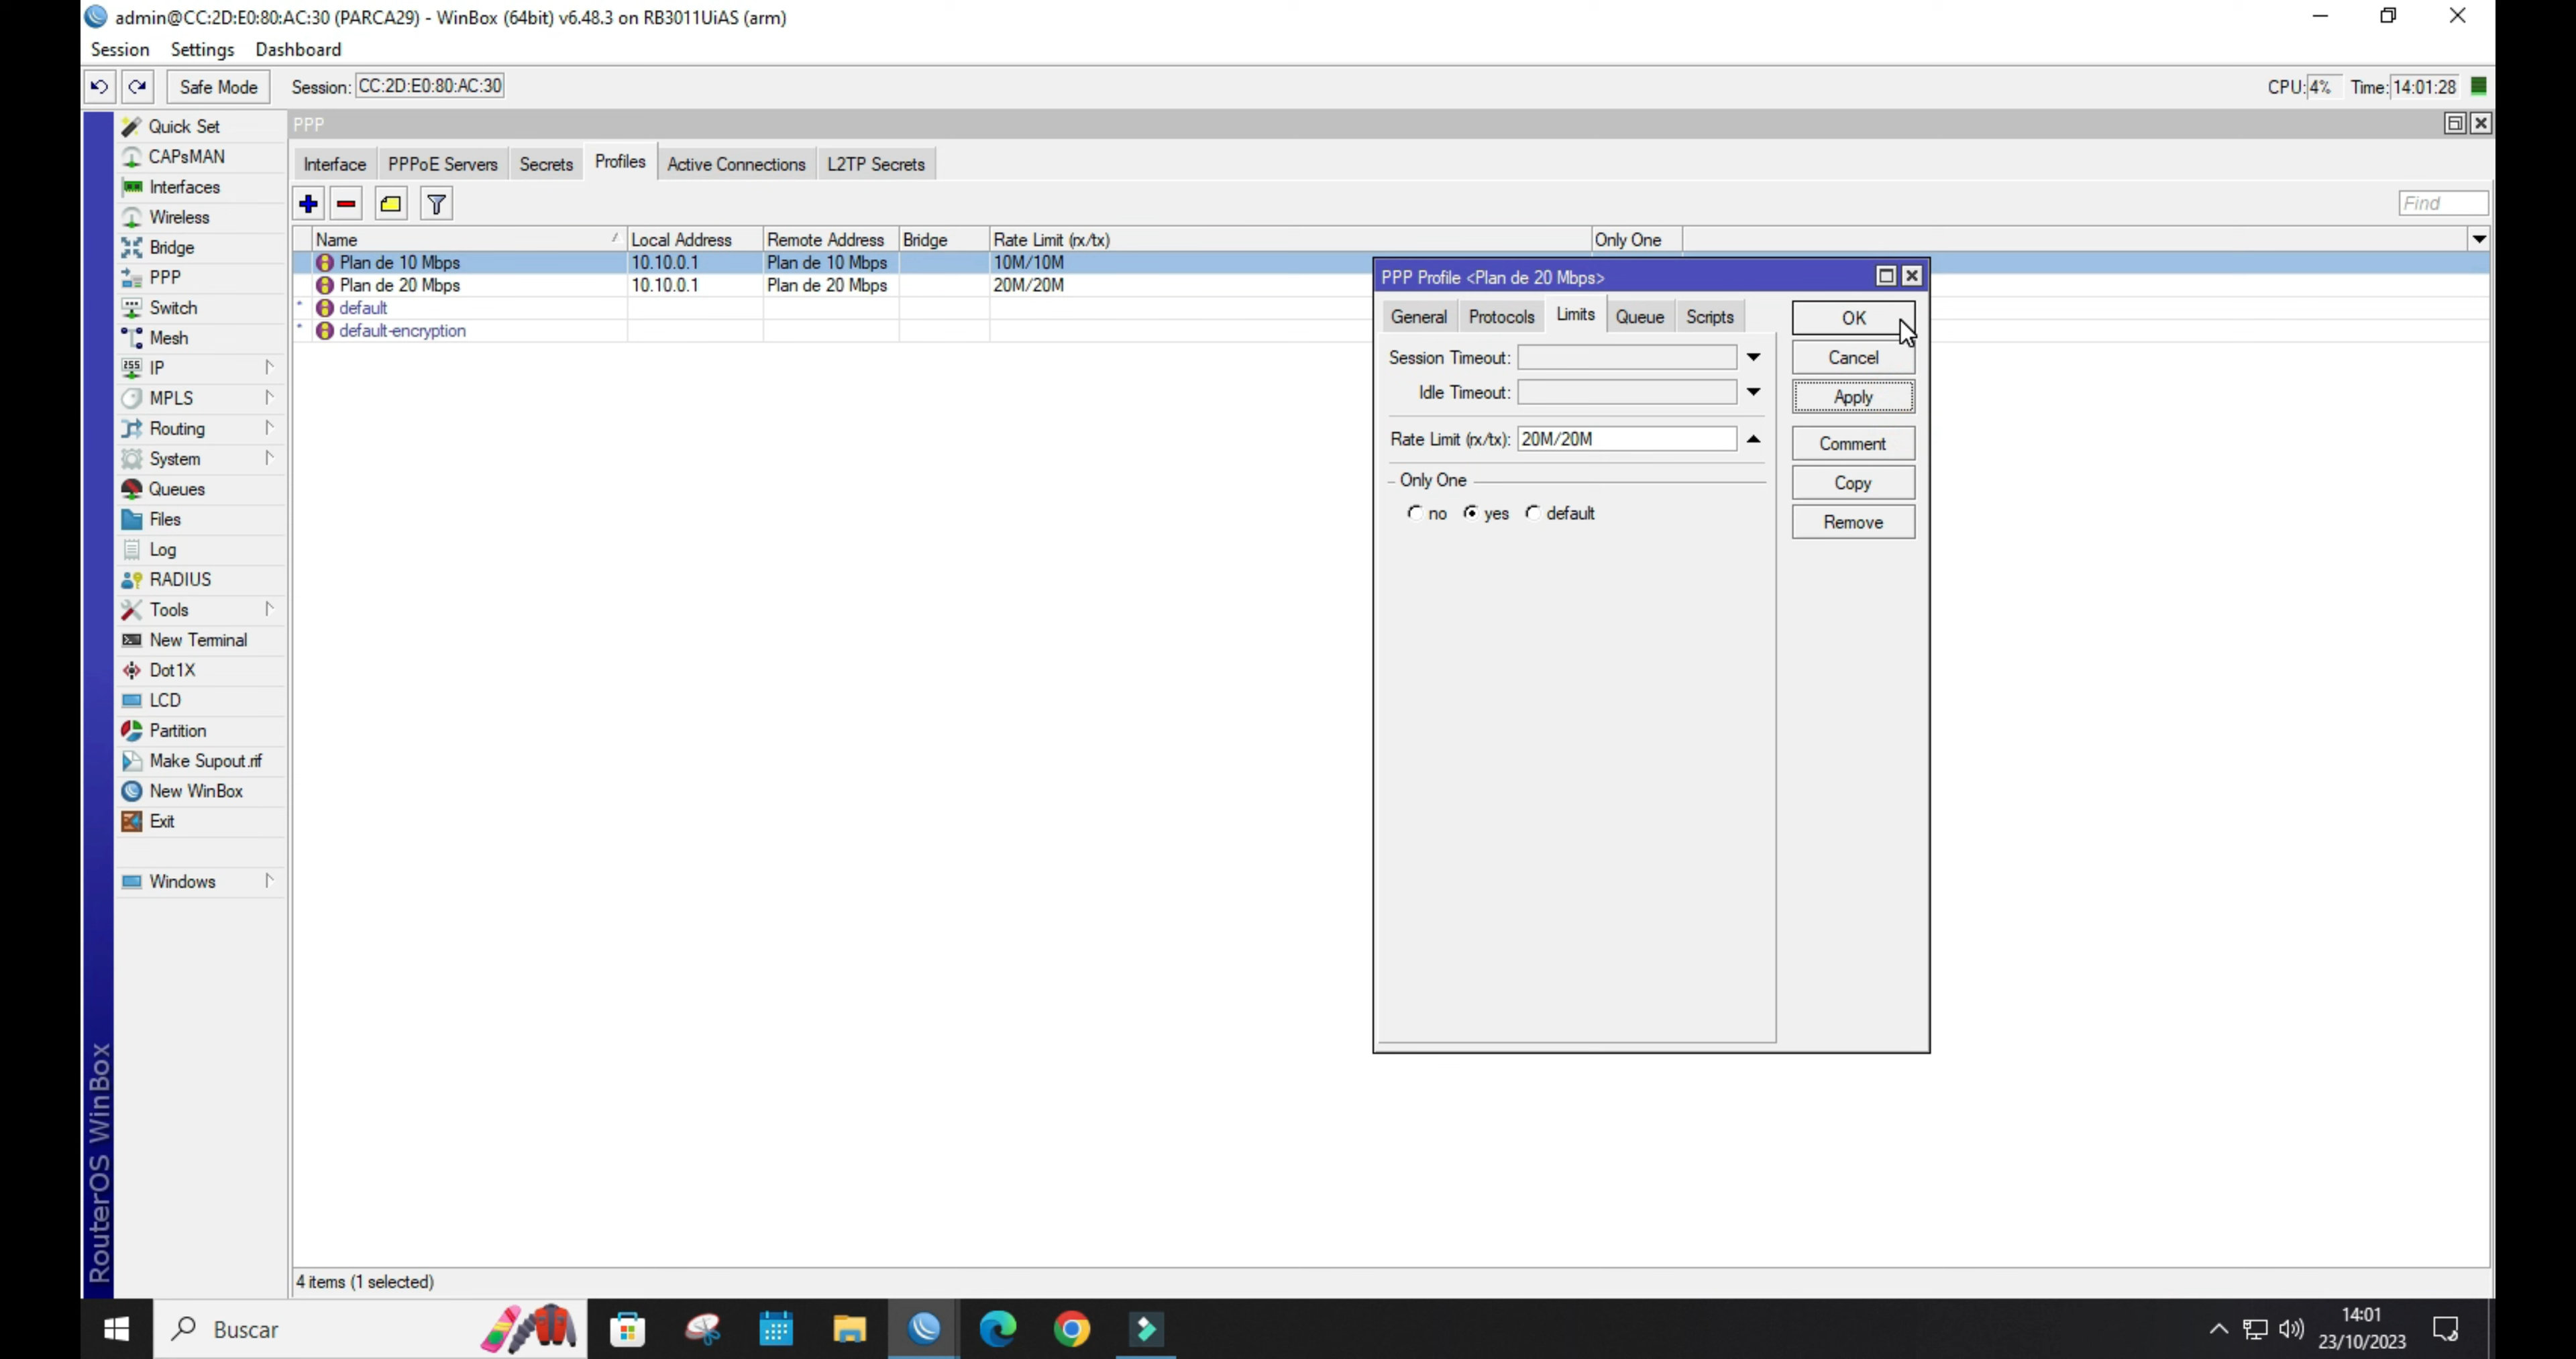 admin@CC:2D:E0:80:AC:30 (PARCA29) - WinBox (64bit) v6.48.3 on RB3011UiAS (arm)
Session Settings Dashboard
Safe Mode Session: CC:2D:E0:80:AC:30 CPU: 4% Time: 14:01:28
Quick Set
CAPsMAN
Interfaces
Wireless
Bridge
PPP
Switch
Mesh
IP
MPLS
Routing
System
Queues
Files
Log
RADIUS
Tools
New Terminal
Dot1X
LCD
Partition
Make Supout.rif
New WinBox
Exit
Windows
RouterOS WinBox
PPP
Interface PPPoE Servers Secrets Profiles Active Connections L2TP Secrets
Find
Name Local Address Remote Address Bridge Rate Limit (rx/tx) Only One
Plan de 10 Mbps 10.10.0.1 Plan de 10 Mbps 10M/10M
Plan de 20 Mbps 10.10.0.1 Plan de 20 Mbps 20M/20M
* default
* default-encryption
PPP Profile <Plan de 20 Mbps>
General Protocols Limits Queue Scripts
Session Timeout:
Idle Timeout:
Rate Limit (rx/tx): 20M/20M
Only One
no yes default
OK
Cancel
Apply
Comment
Copy
Remove
4 items (1 selected)
Buscar
14:01
23/10/2023